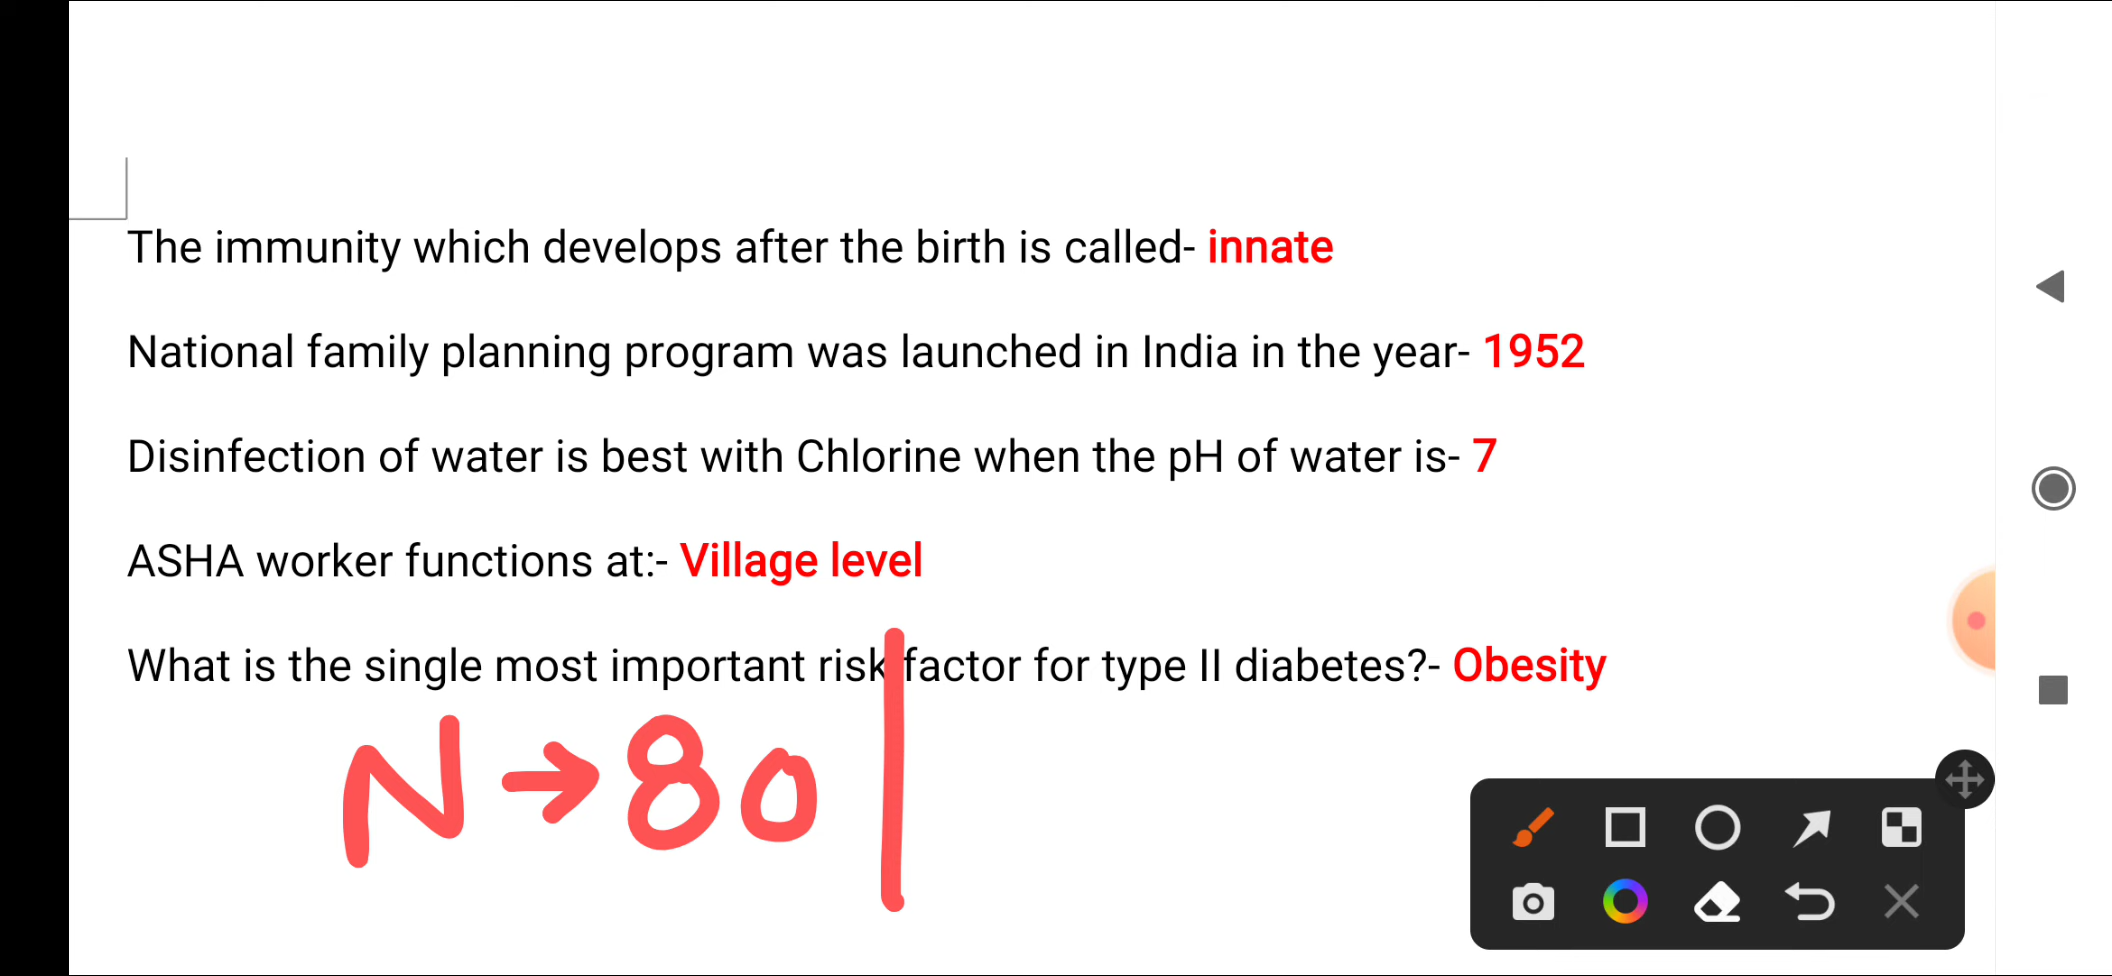 The immunity which develops after the birth is called- innate
National family planning program was launched in India in the year- 1952
Disinfection of water is best with Chlorine when the pH of water is- 7
ASHA worker functions at:- Village level
What is the single most important risk factor for type II diabetes?- Obesity
N→80